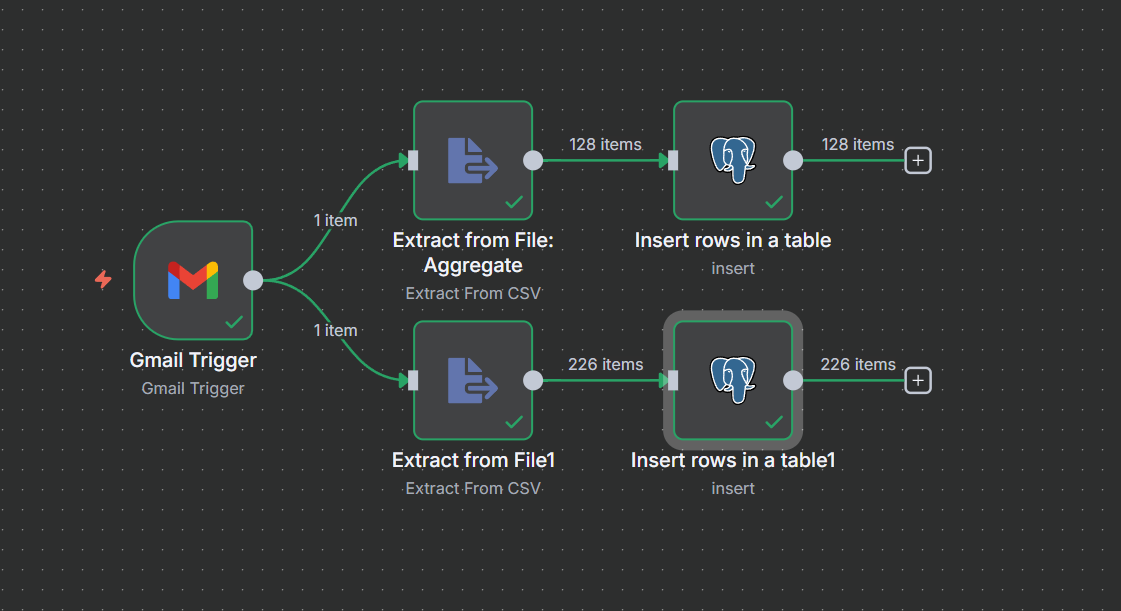 128 items
128 items
1 item
Extract from File:
Aggregate
Extract From CSV
Insert rows in a table
insert
Gmail Trigger
Gmail Trigger
1 item
226 items
226 items
Extract from File1
Extract From CSV
Insert rows in a table1
insert